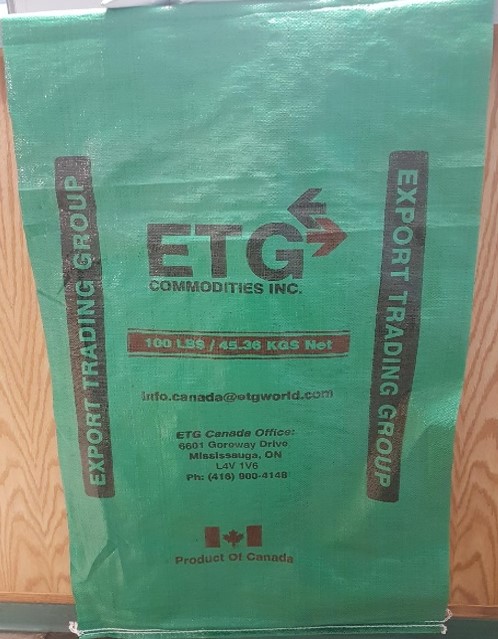 EXPORT TRADING GROUP
ETG
COMMODITIES INC.
100 LBS / 45.36 KGS Net
info.canada@etgworld.com
ETG Canada Office:
6601 Goreway Drive
Mississauga, ON
L4V 1V6
Ph: (416) 900-4148
Product Of Canada
EXPORT TRADING GROUP